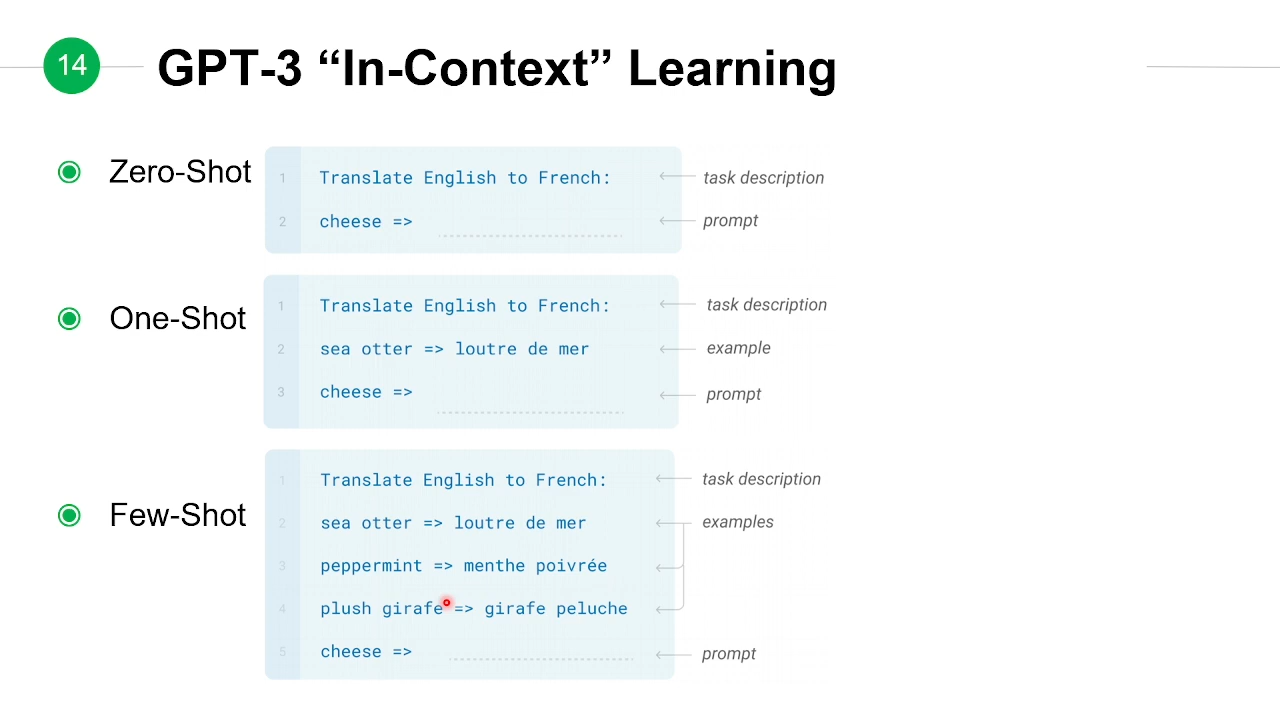 14
GPT-3 “In-Context” Learning
Zero-Shot
1 Translate English to French: task description
2 cheese => prompt
One-Shot
1 Translate English to French: task description
2 sea otter => loutre de mer example
3 cheese => prompt
Few-Shot
1 Translate English to French: task description
2 sea otter => loutre de mer examples
3 peppermint => menthe poivrée
4 plush girafe => girafe peluche
5 cheese => prompt